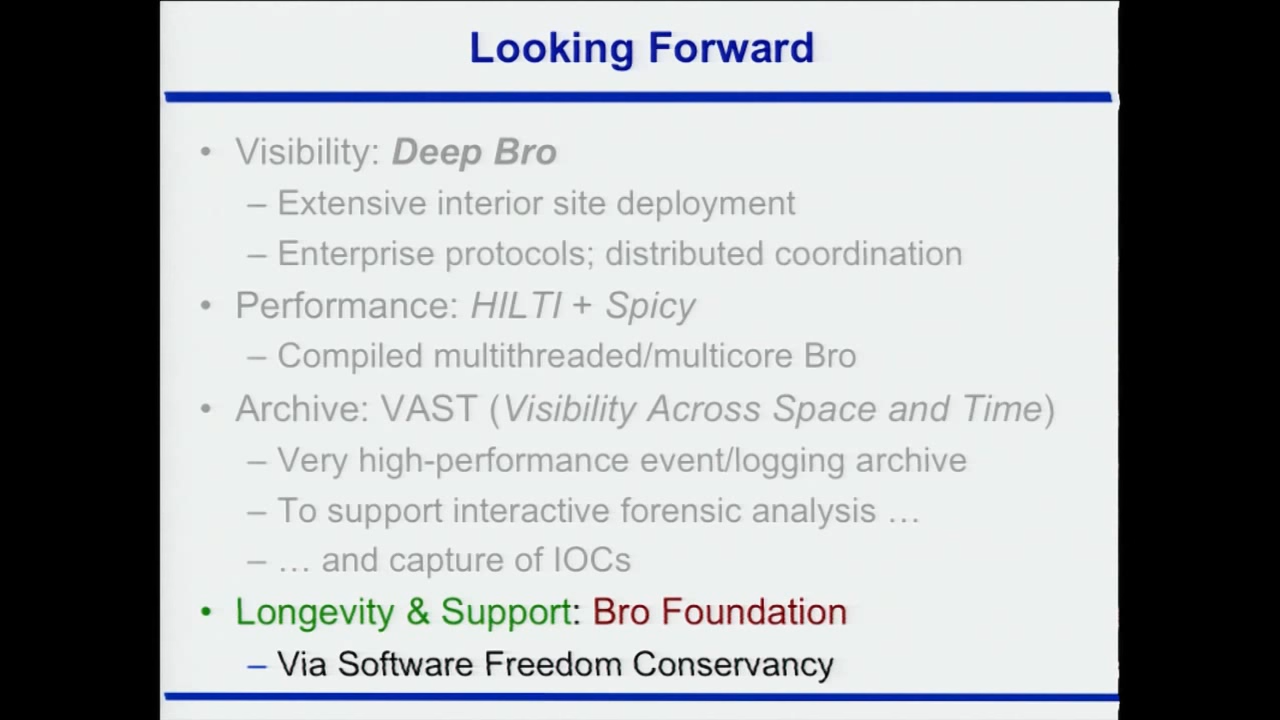 Looking Forward
• Visibility: Deep Bro
– Extensive interior site deployment
– Enterprise protocols; distributed coordination
• Performance: HILTI + Spicy
– Compiled multithreaded/multicore Bro
• Archive: VAST (Visibility Across Space and Time)
– Very high-performance event/logging archive
– To support interactive forensic analysis …
– … and capture of IOCs
• Longevity & Support: Bro Foundation
– Via Software Freedom Conservancy